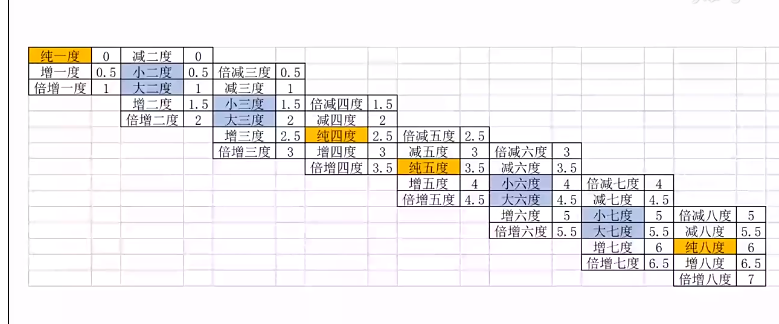 纯一度 0 减二度 0
增一度 0.5 小二度 0.5 倍减三度 0.5
倍增一度 1 大二度 1 减三度 1
增二度 1.5 小三度 1.5 倍减四度 1.5
倍增二度 2 大三度 2 减四度 2
增三度 2.5 纯四度 2.5 倍减五度 2.5
倍增三度 3 增四度 3 减五度 3 倍减六度 3
倍增四度 3.5 纯五度 3.5 减六度 3.5
增五度 4 小六度 4 倍减七度 4
倍增五度 4.5 大六度 4.5 减七度 4.5
增六度 5 小七度 5 倍减八度 5
倍增六度 5.5 大七度 5.5 减八度 5.5
增七度 6 纯八度 6
倍增七度 6.5 增八度 6.5
倍增八度 7